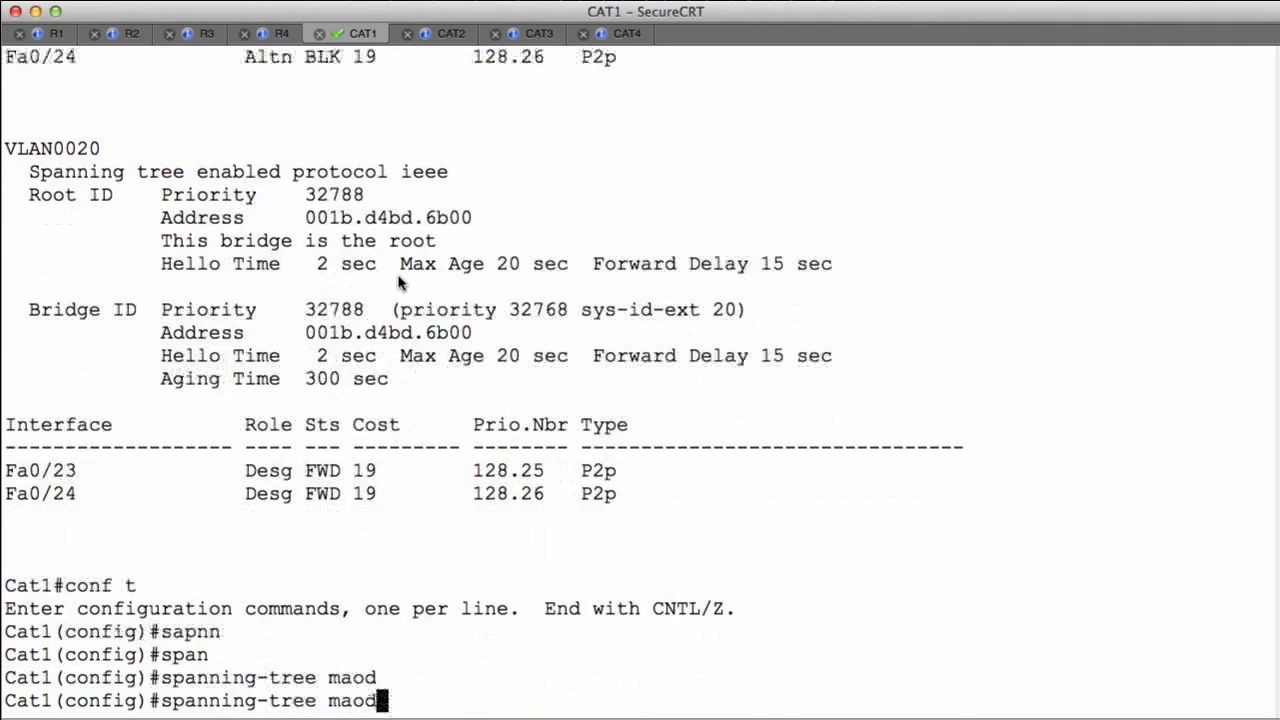 CAT1 – SecureCRT
R1 R2 R3 R4 CAT1 CAT2 CAT3 CAT4
Fa0/24 Altn BLK 19 128.26 P2p
VLAN0020
Spanning tree enabled protocol ieee
Root ID Priority 32788
Address 001b.d4bd.6b00
This bridge is the root
Hello Time 2 sec Max Age 20 sec Forward Delay 15 sec
Bridge ID Priority 32788 (priority 32768 sys-id-ext 20)
Address 001b.d4bd.6b00
Hello Time 2 sec Max Age 20 sec Forward Delay 15 sec
Aging Time 300 sec
Interface Role Sts Cost Prio.Nbr Type
------------------- ---- --- --------- -------- --------------------------------
Fa0/23 Desg FWD 19 128.25 P2p
Fa0/24 Desg FWD 19 128.26 P2p
Cat1#conf t
Enter configuration commands, one per line. End with CNTL/Z.
Cat1(config)#sapnn
Cat1(config)#span
Cat1(config)#spanning-tree maod
Cat1(config)#spanning-tree maod